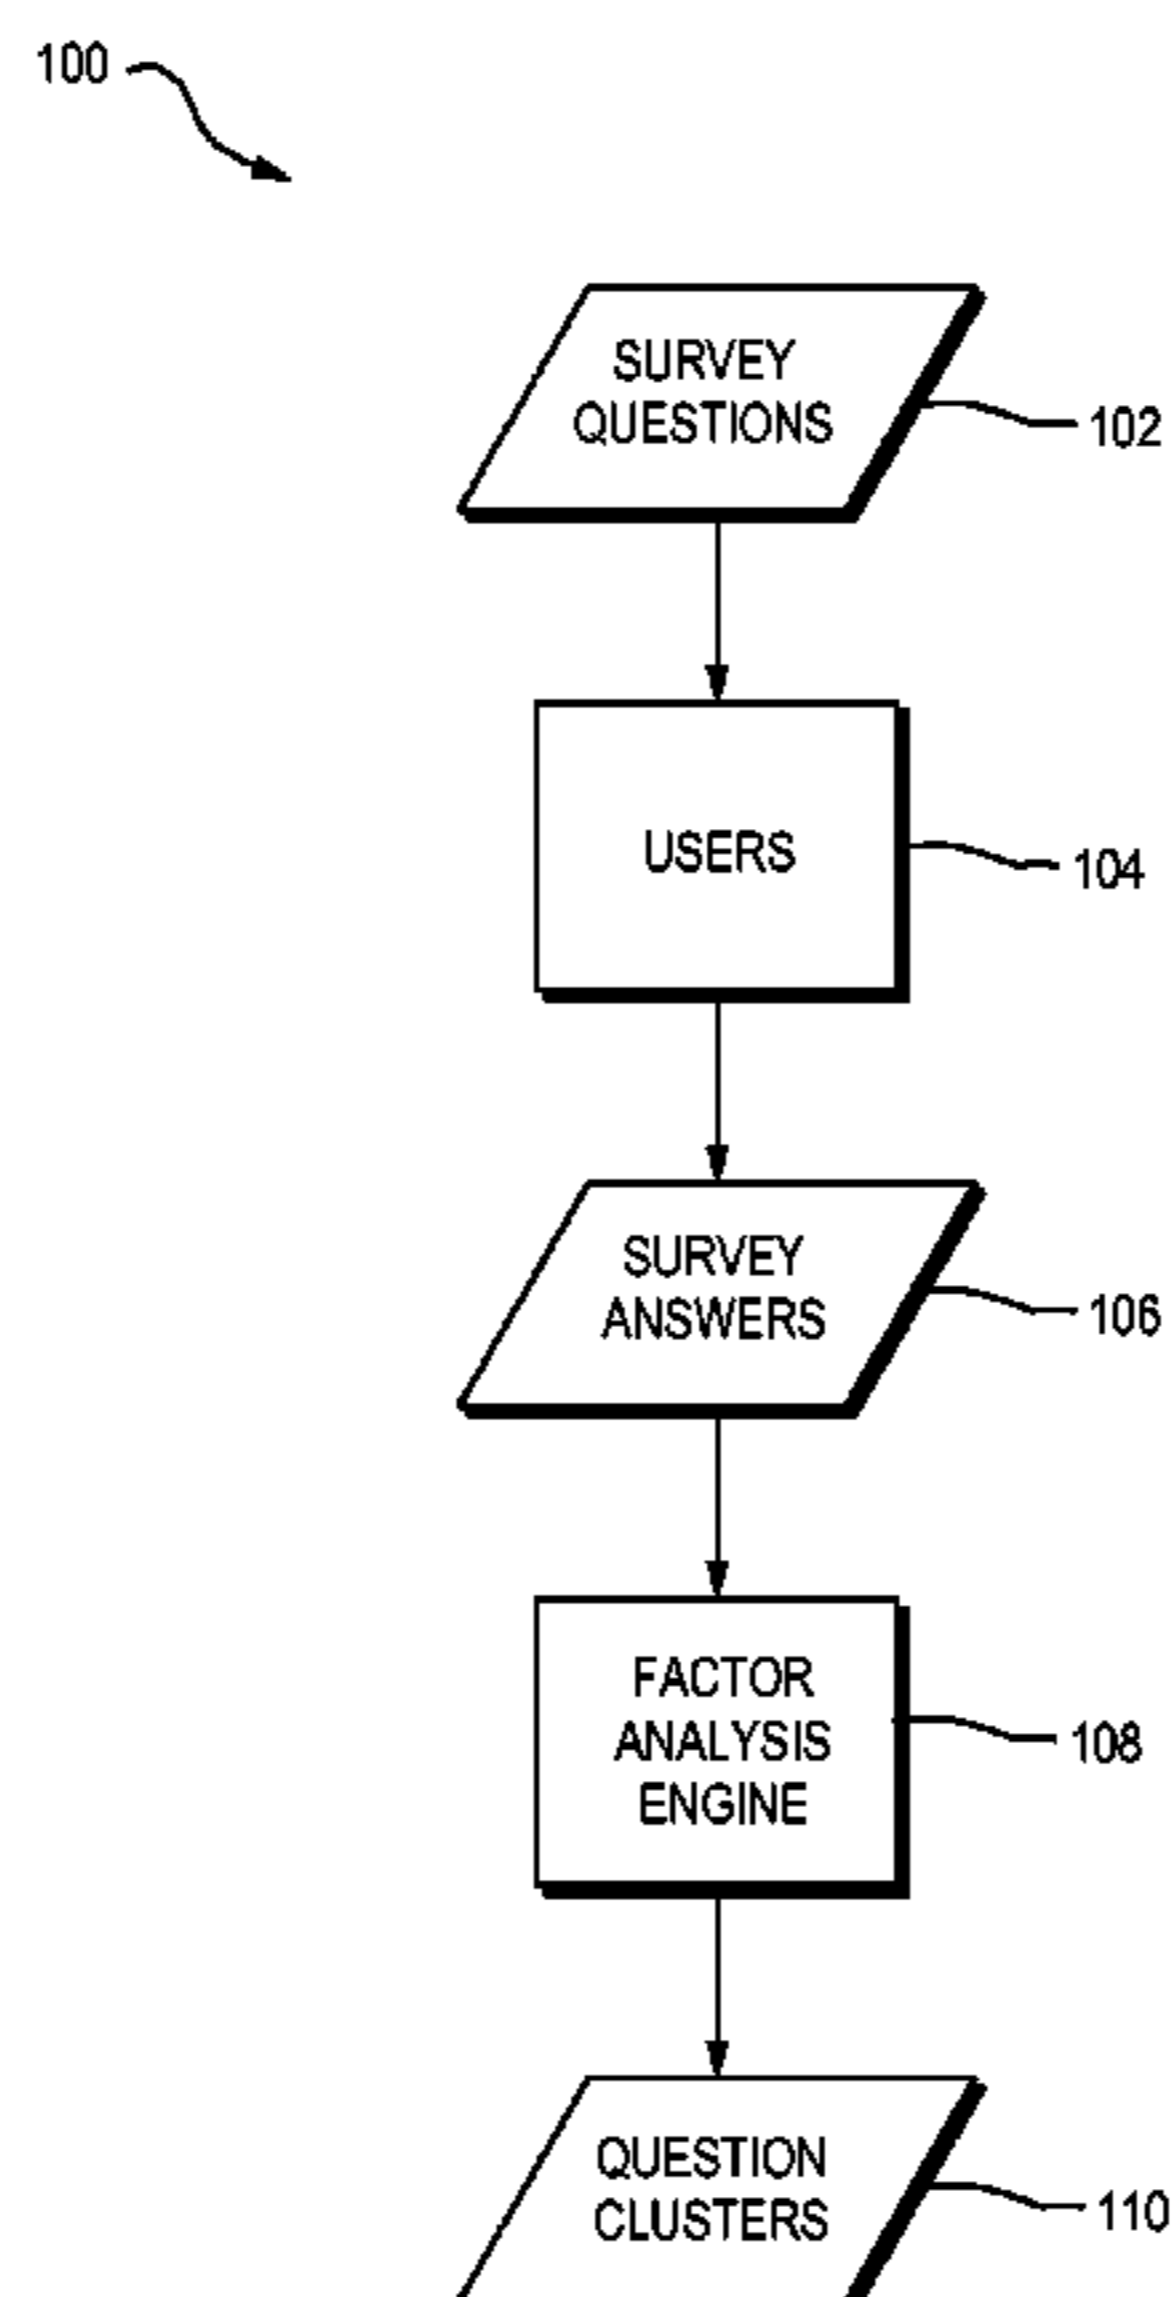 100
SURVEY
QUESTIONS
102
USERS
104
SURVEY
ANSWERS
106
FACTOR
ANALYSIS
ENGINE
108
QUESTION
CLUSTERS
110